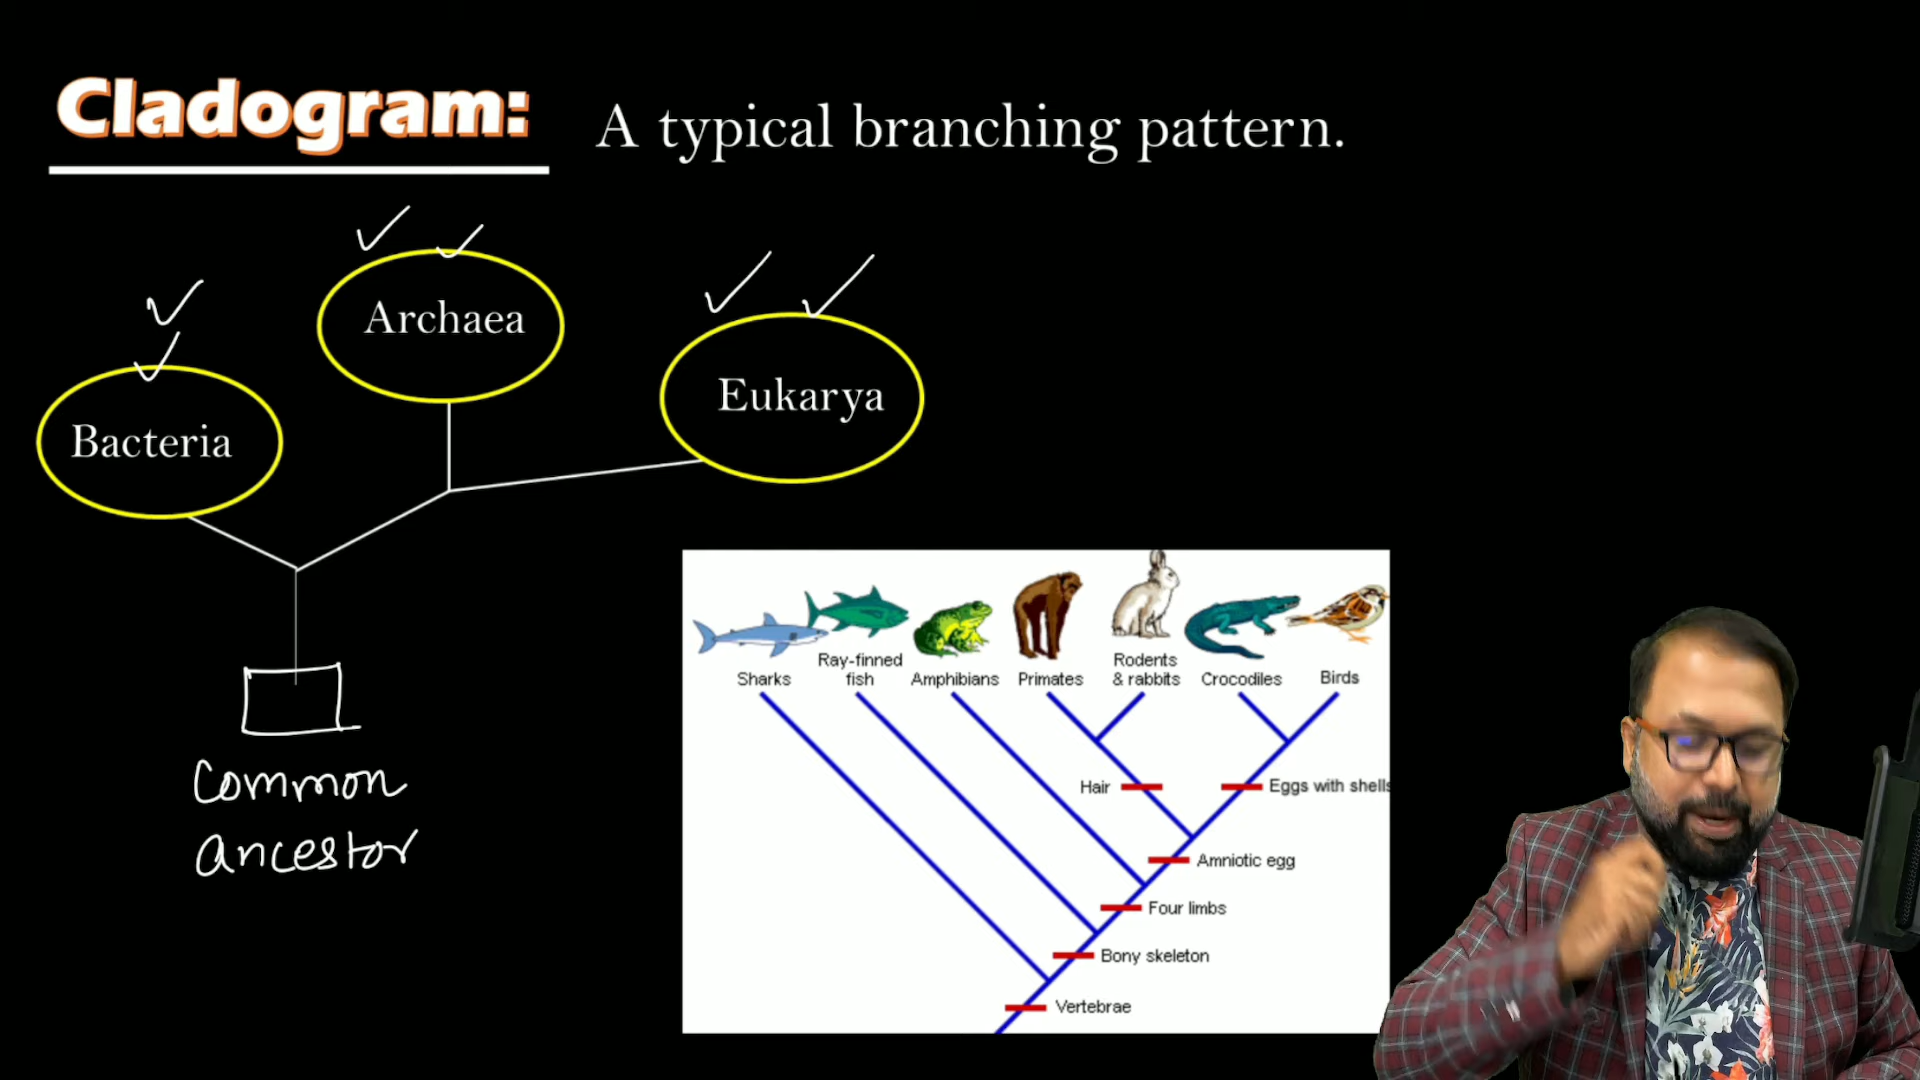 Cladogram:
A typical branching pattern.
Archaea
Eukarya
Bacteria
Common
ancestor
Sharks
Ray-finned
fish
Amphibians
Primates
Rodents
& rabbits
Crocodiles
Birds
Hair
Eggs with shells
Amniotic egg
Four limbs
Bony skeleton
Vertebrae